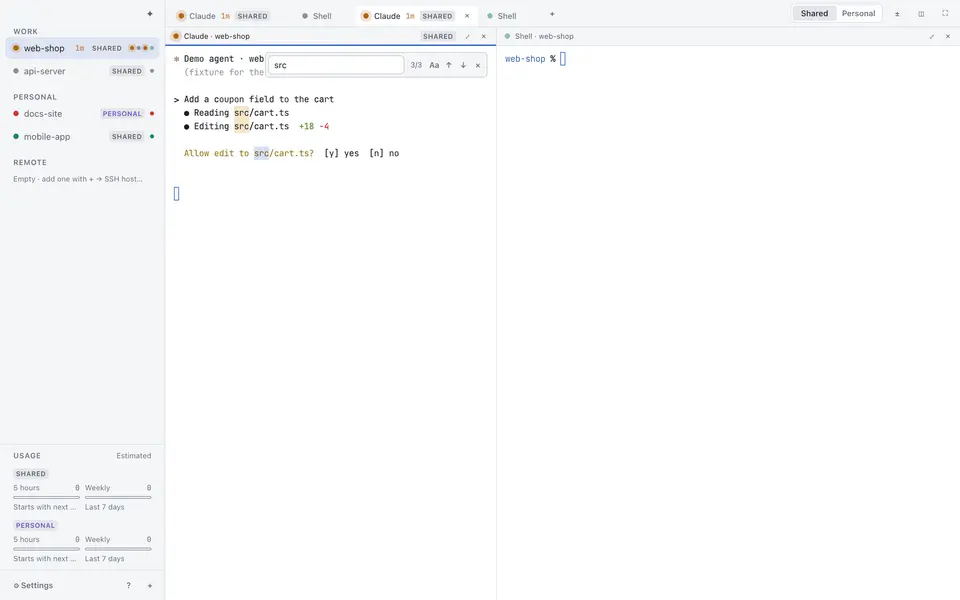 WORK
web-shop 1m SHARED
api-server SHARED
PERSONAL
docs-site PERSONAL
mobile-app SHARED
REMOTE
Empty · add one with + → SSH host…
USAGE Estimated
SHARED
5 hours 0 Weekly 0
Starts with next … Last 7 days
PERSONAL
5 hours 0 Weekly 0
Starts with next … Last 7 days
Settings ?
Claude 1m SHARED Shell Claude 1m SHARED × Shell +
Shared Personal
Claude · web-shop SHARED ×
Demo agent · web
(fixture for the
src 3/3 Aa ↑ ↓ ×
> Add a coupon field to the cart
● Reading src/cart.ts
● Editing src/cart.ts +18 -4
Allow edit to src/cart.ts? [y] yes [n] no
Shell · web-shop ×
web-shop %